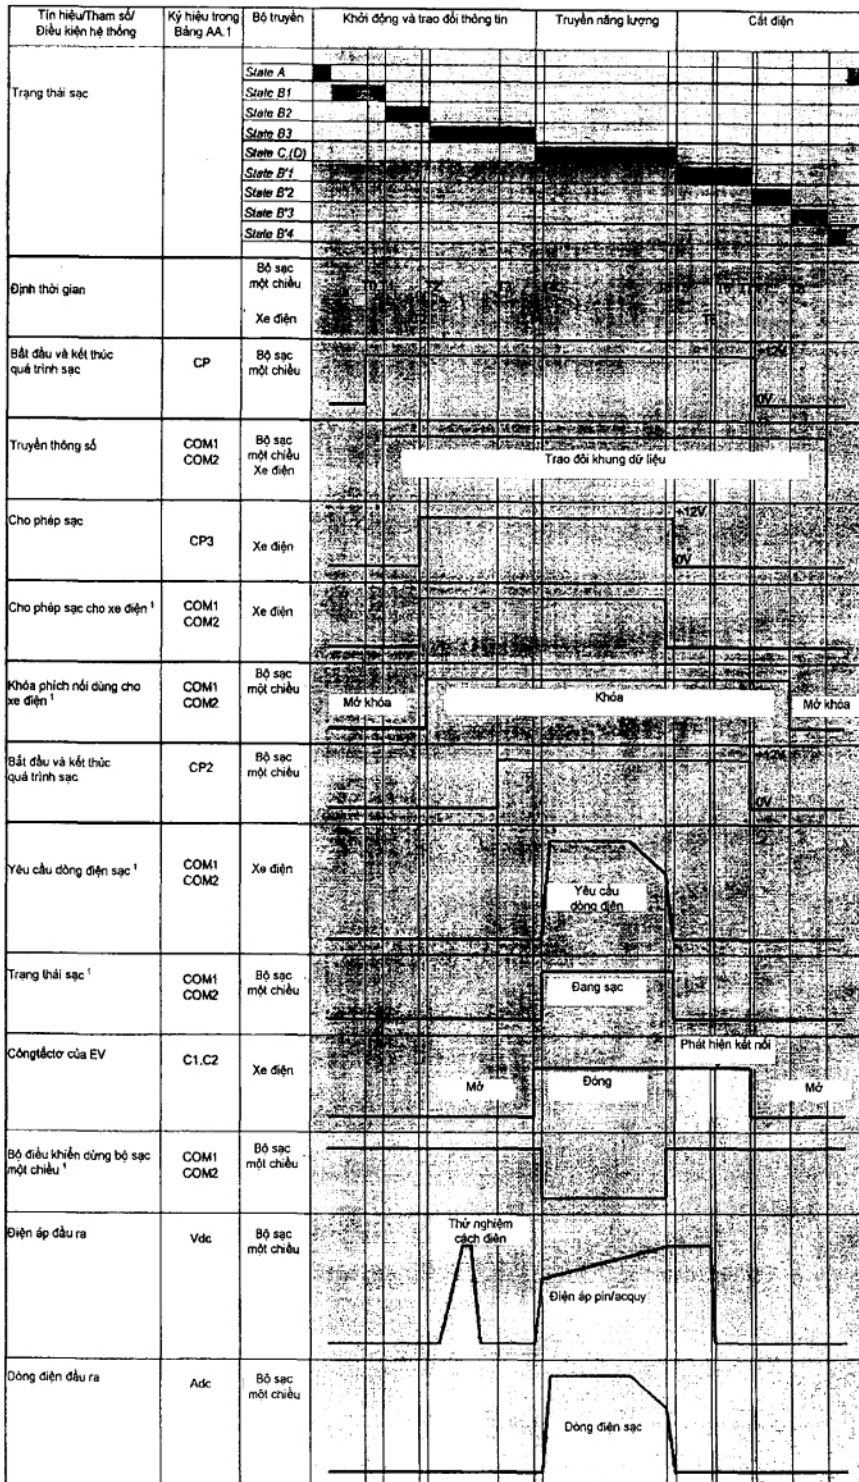 Tín hiệu/Tham số/ Ký hiệu trong Bộ truyền Khởi động và trao đổi thông tin Truyền năng lượng Cắt điện
Điều kiện hệ thống Bảng AA.1
Trạng thái sạc
State A
State B1
State B2
State B3
State C,(D)
State B'1
State B'2
State B'3
State B'4
Định thời gian
Bộ sạc
một chiều
T0
T2
Xe điện
Bắt đầu và kết thúc
quá trình sạc
CP
Bộ sạc
một chiều
+12V
0V
Truyền thông số
COM1
COM2
Bộ sạc
một chiều
Xe điện
Trao đổi khung dữ liệu
Cho phép sạc
CP3
Xe điện
+12V
0V
Cho phép sạc cho xe điện ¹
COM1
COM2
Xe điện
Khóa phích nối dùng cho
xe điện ¹
COM1
COM2
Bộ sạc
một chiều
Mở khóa
Khóa
Mở khóa
Bắt đầu và kết thúc
quá trình sạc
CP2
Bộ sạc
một chiều
+12V
0V
Yêu cầu dòng điện sạc ¹
COM1
COM2
Xe điện
Yêu cầu
dòng điện
Trạng thái sạc ¹
COM1
COM2
Bộ sạc
một chiều
Đang sạc
Côngtắctơ của EV
C1.C2
Xe điện
Phát hiện kết nối
Mở
Đóng
Mở
Bộ điều khiển dừng bộ sạc
một chiều ¹
COM1
COM2
Bộ sạc
một chiều
Điện áp đầu ra
Vdc
Bộ sạc
một chiều
Thử nghiệm
cách điện
Điện áp pin/acquy
Dòng điện đầu ra
Adc
Bộ sạc
một chiều
Dòng điện sạc